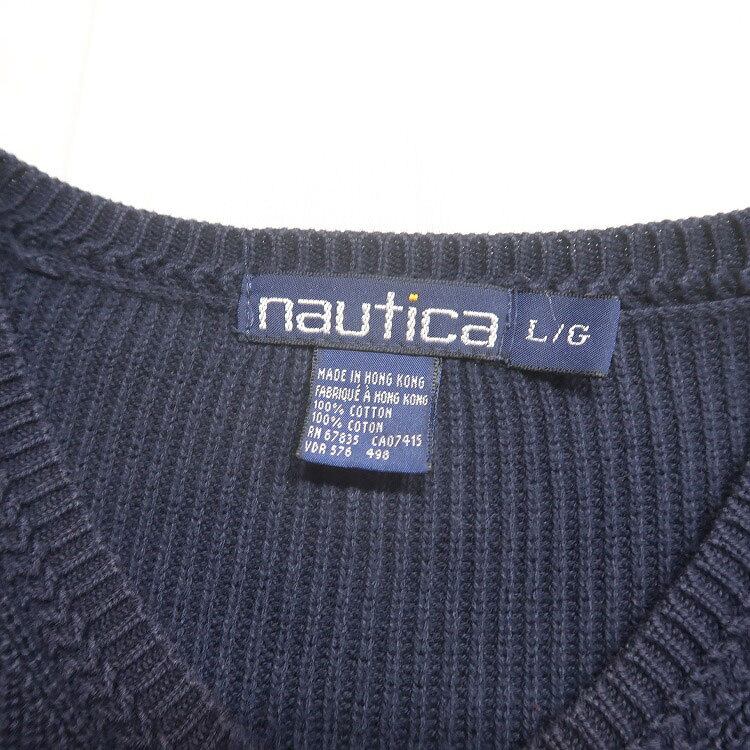 nautica
L/G
MADE IN HONG KONG
FABRIQUÉ À HONG KONG
100% COTTON
100% COTON
RN 67835 CA07415
VDR 576 498